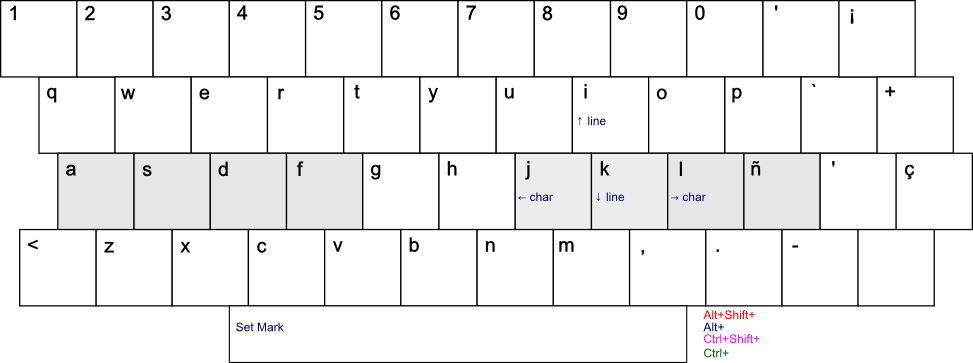 1 2 3 4 5 6 7 8 9 0 ' ¡
q w e r t y u i o p ` +
↑ line
a s d f g h j k l ñ ' ç
← char ↓ line → char
< z x c v b n m , . -
Set Mark
Alt+Shift+
Alt+
Ctrl+Shift+
Ctrl+